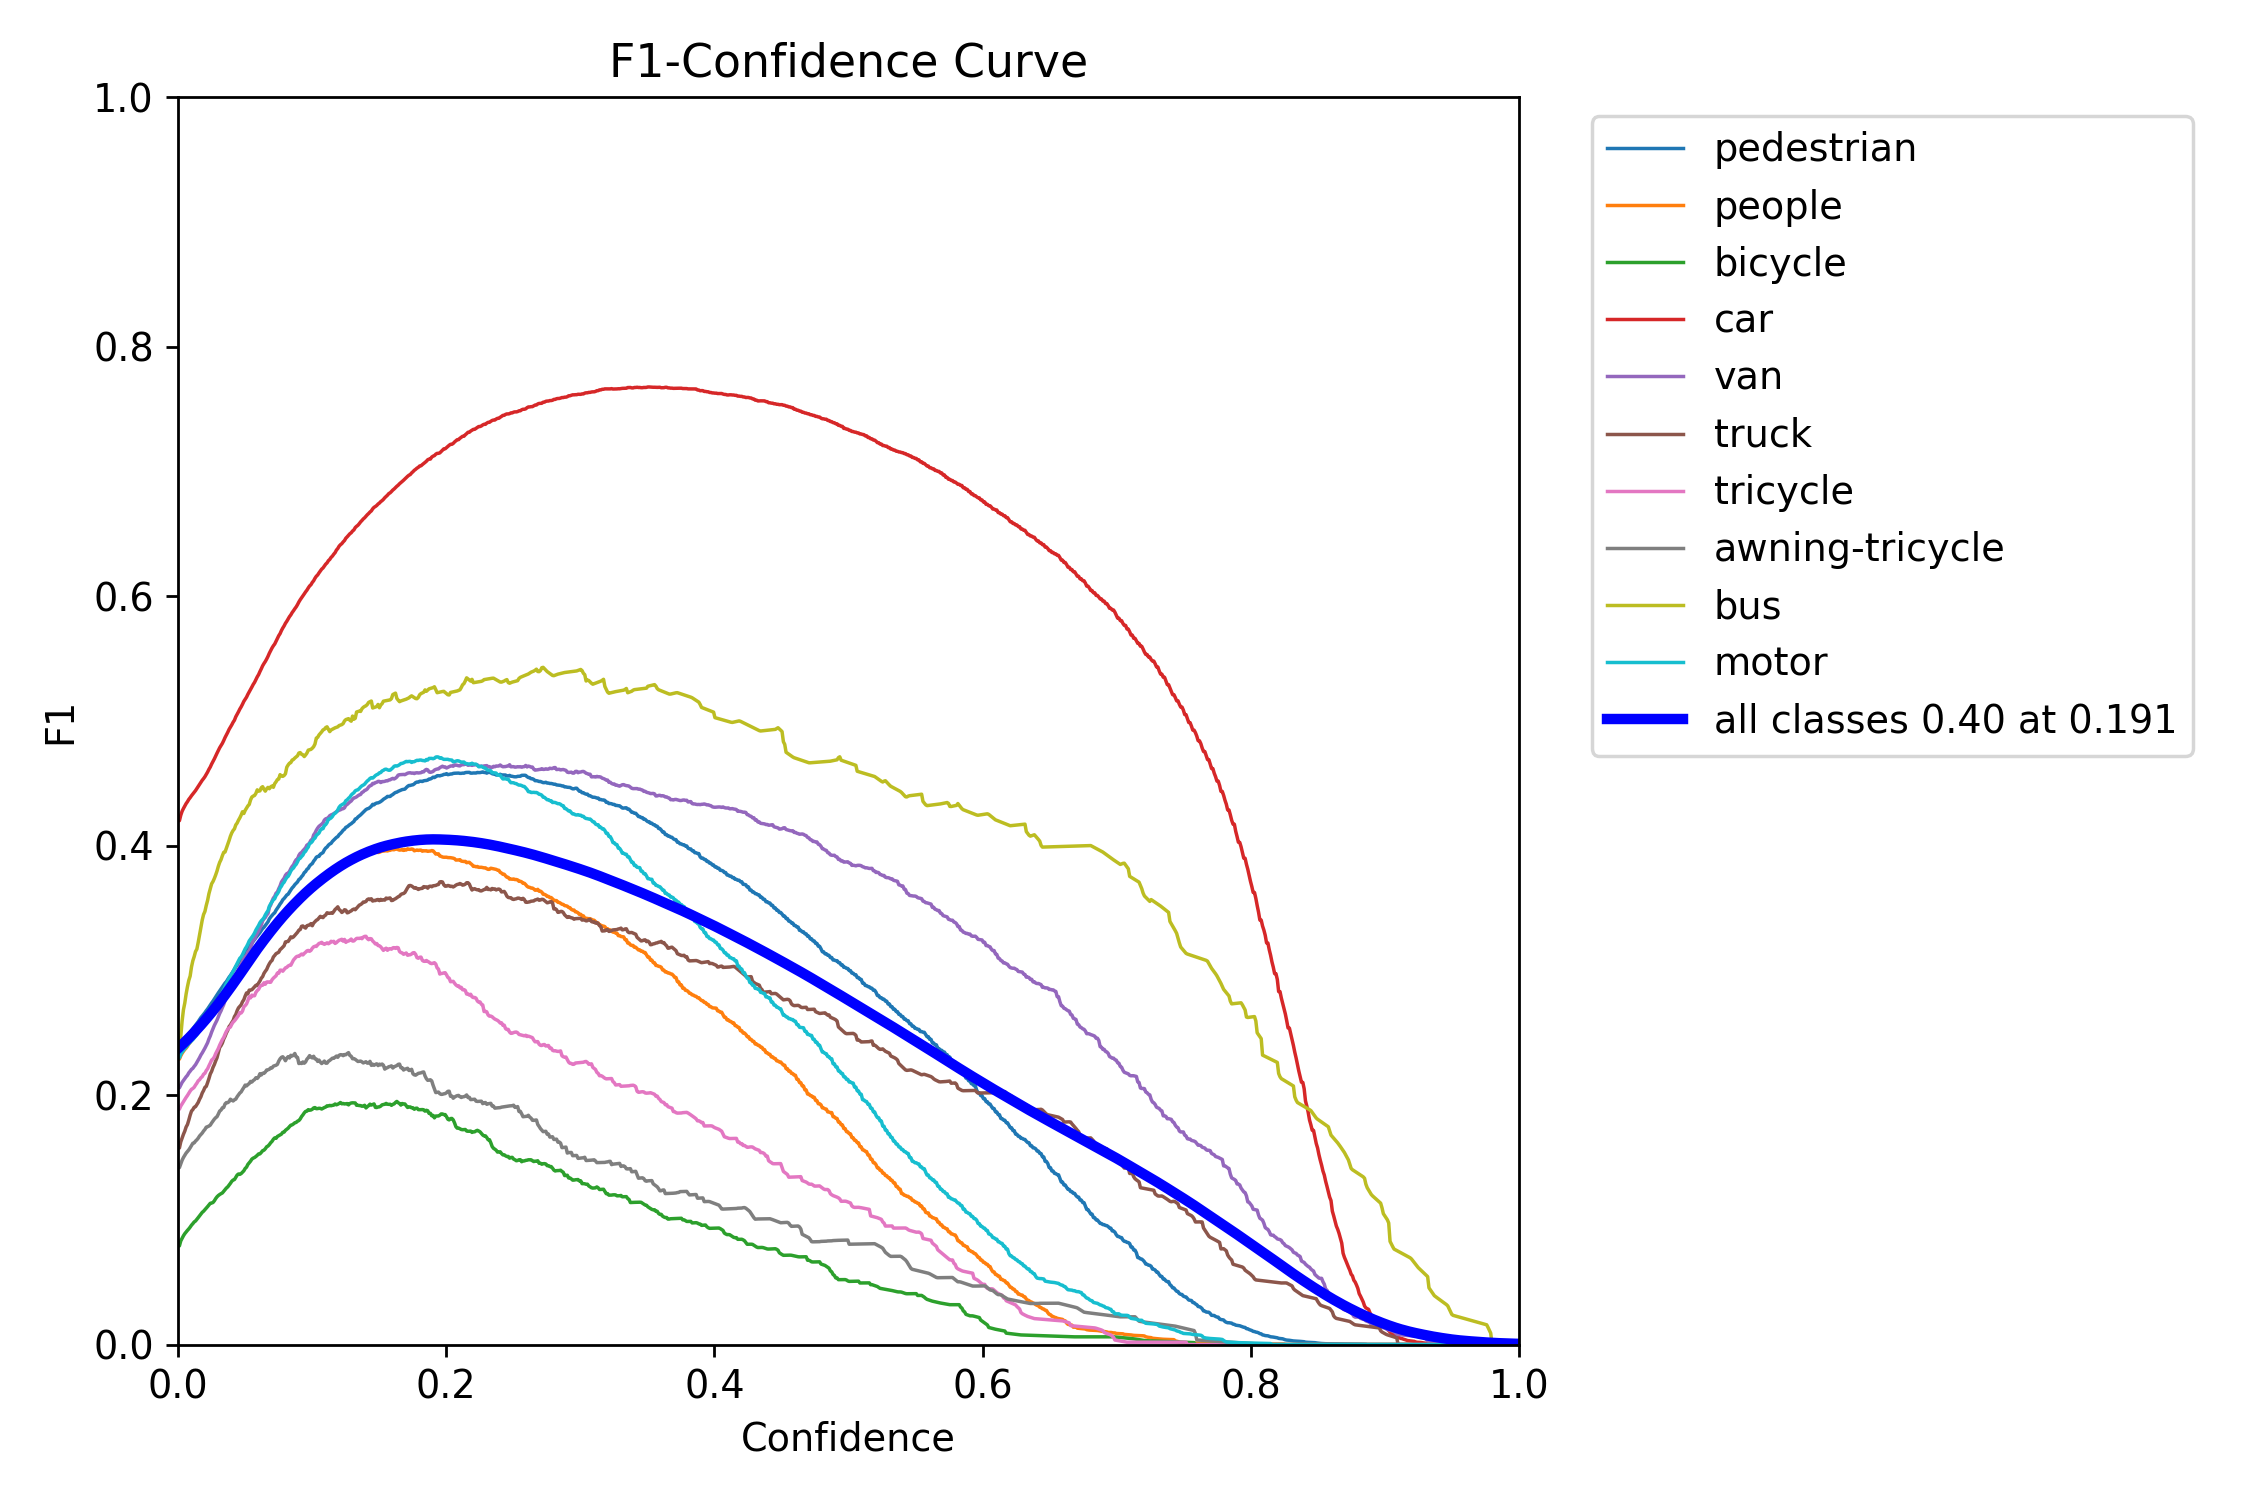 F1-Confidence Curve
1.0
0.8
0.6
0.4
0.2
0.0
F1
0.0 0.2 0.4 0.6 0.8 1.0
Confidence
pedestrian
people
bicycle
car
van
truck
tricycle
awning-tricycle
bus
motor
all classes 0.40 at 0.191